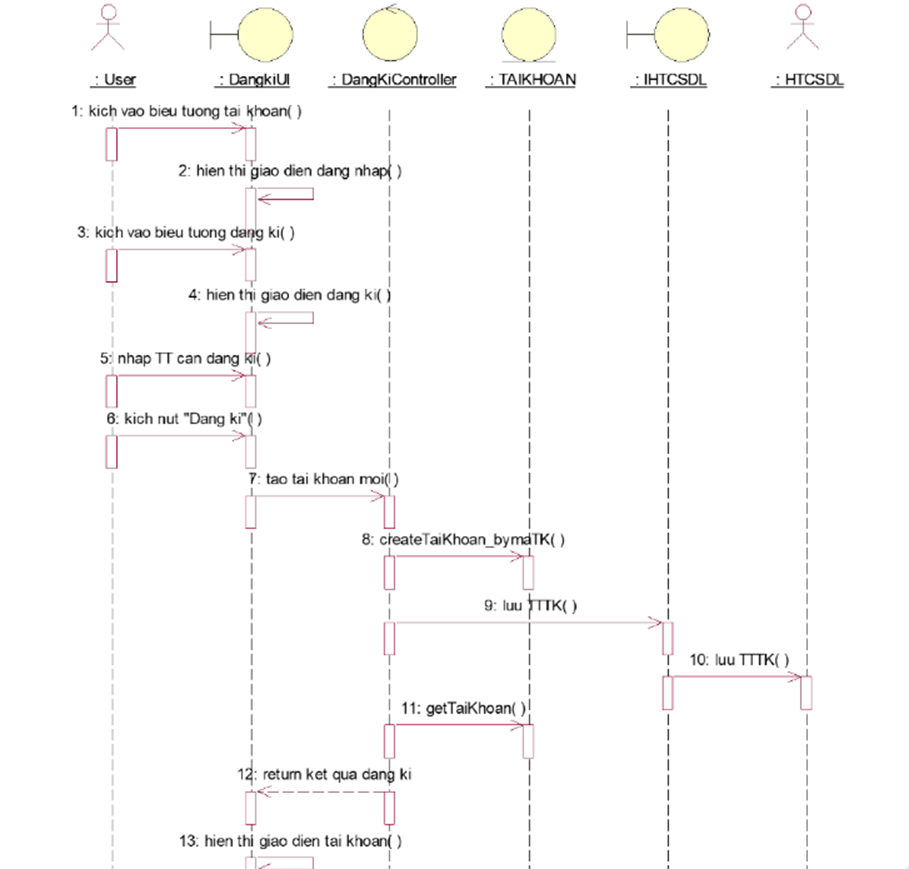 : User : DangkiUI : DangKiController : TAIKHOAN : IHTCSDL : HTCSDL
1: kich vao bieu tuong tai khoan( )
2: hien thi giao dien dang nhap( )
3: kich vao bieu tuong dang ki( )
4: hien thi giao dien dang ki( )
5: nhap TT can dang ki( )
6: kich nut "Dang ki"( )
7: tao tai khoan moi( )
8: createTaiKhoan_bymaTK( )
9: luu TTTK( )
10: luu TTTK( )
11: getTaiKhoan( )
12: return ket qua dang ki
13: hien thi giao dien tai khoan( )